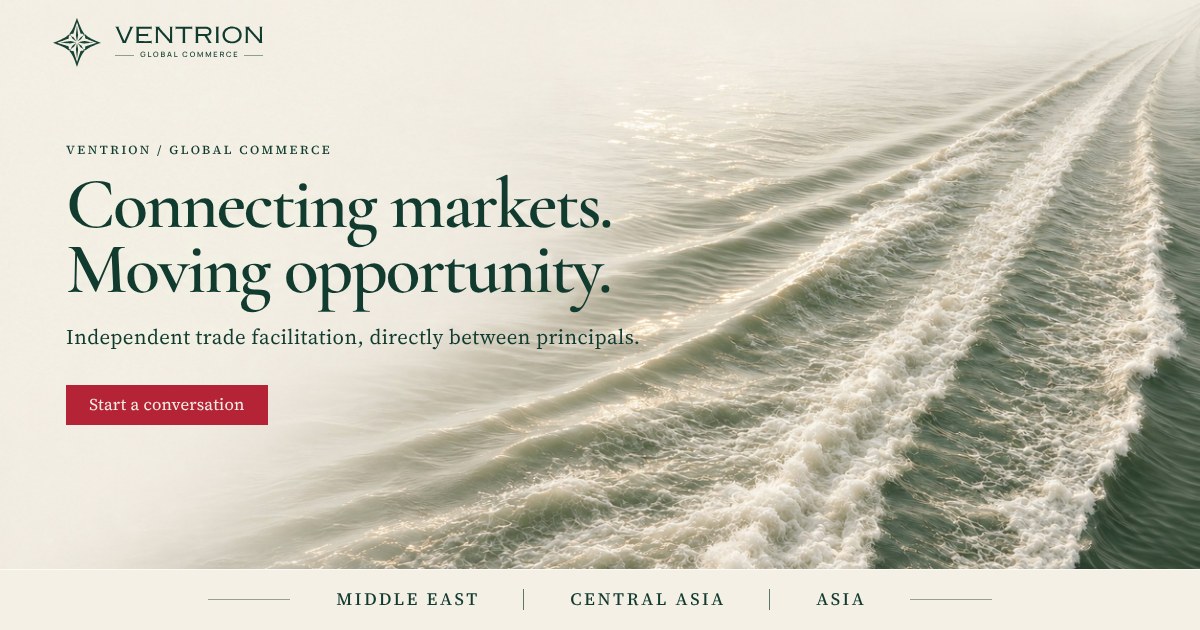 VENTRION
GLOBAL COMMERCE
VENTRION / GLOBAL COMMERCE
Connecting markets.
Moving opportunity.
Independent trade facilitation, directly between principals.
Start a conversation
MIDDLE EAST
CENTRAL ASIA
ASIA